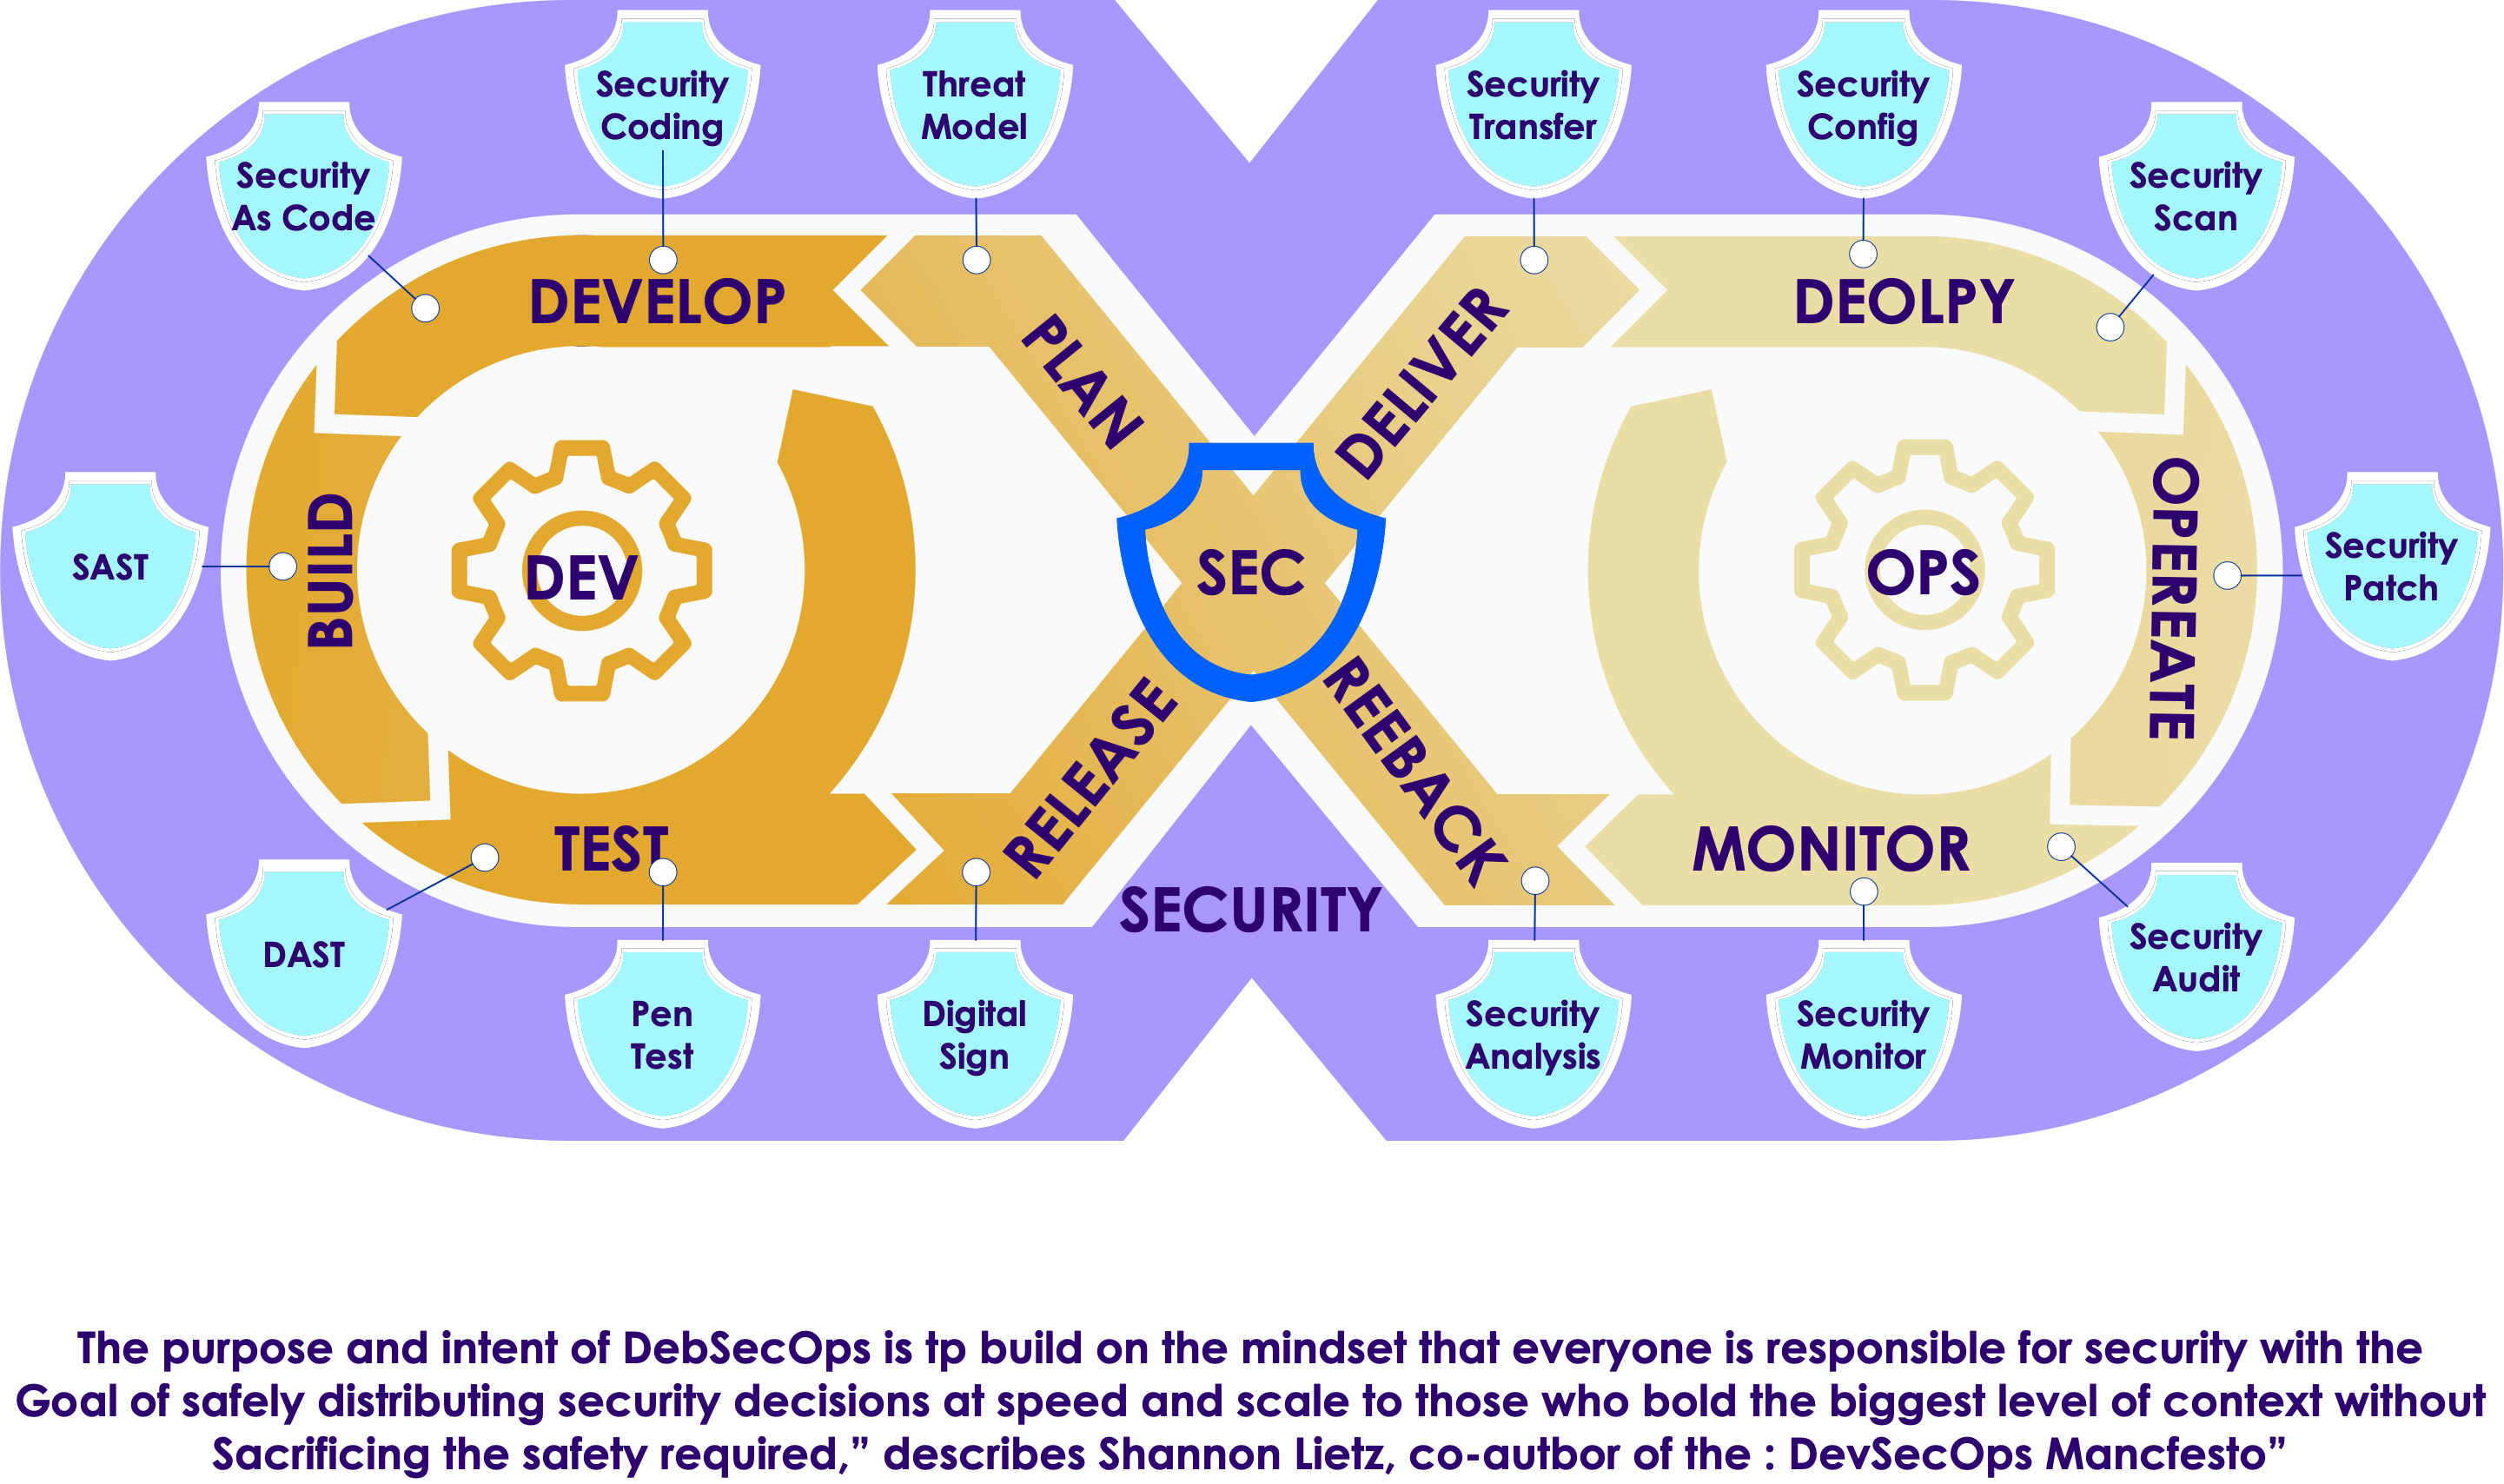 Security
Coding
Threat
Model
Security
Transfer
Security
Config
Security
As Code
Security
Scan
DEVELOP
PLAN
DELIVER
DEOLPY
SAST
BUILD
DEV
SEC
OPS
OPERREATE
Security
Patch
TEST
RELEASE
REEBACK
MONITOR
SECURITY
DAST
Security
Audit
Pen
Test
Digital
Sign
Security
Analysis
Security
Monitor
The purpose and intent of DebSecOps is tp build on the mindset that everyone is responsible for security with the
Goal of safely distributing security decisions at speed and scale to those who bold the biggest level of context without
Sacrificing the safety required,” describes Shannon Lietz, co-autbor of the : DevSecOps Mancfesto”